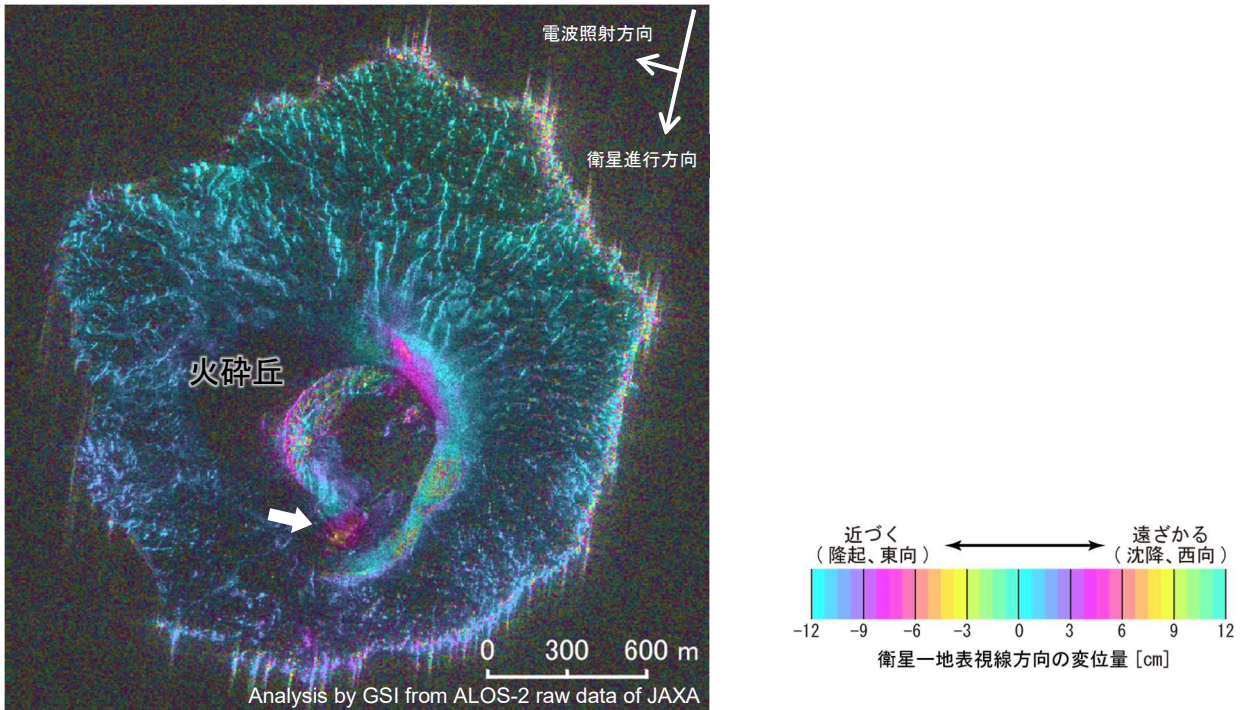 電波照射方向
衛星進行方向
火砕丘
0 300 600 m
Analysis by GSI from ALOS-2 raw data of JAXA
近づく
(隆起、東向)
遠ざかる
(沈降、西向)
-12 -9 -6 -3 0 3 6 9 12
衛星−地表視線方向の変位量 [cm]